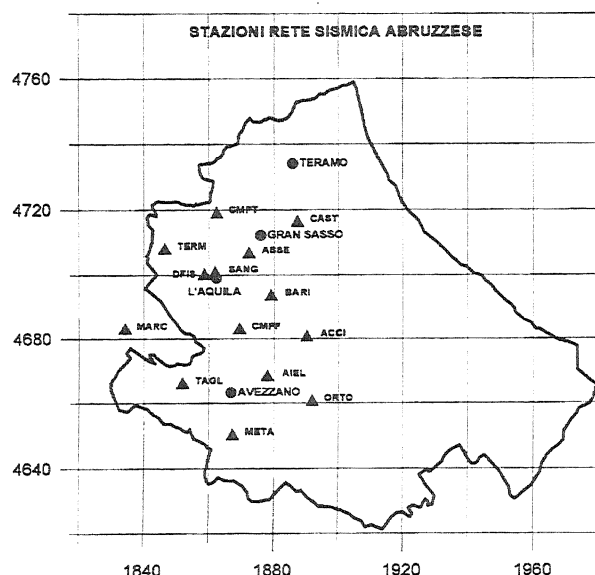 STAZIONI RETE SISMICA ABRUZZESE
4760
TERAMO
4720
CMPT
CAST
GRAN SASSO
TERM
ASSE
DFIS
SANG
L'AQUILA
BARI
MARC
CMPF
ACCI
4680
TAGL
AIEL
AVEZZANO
ORTO
META
4640
1840
1880
1920
1960